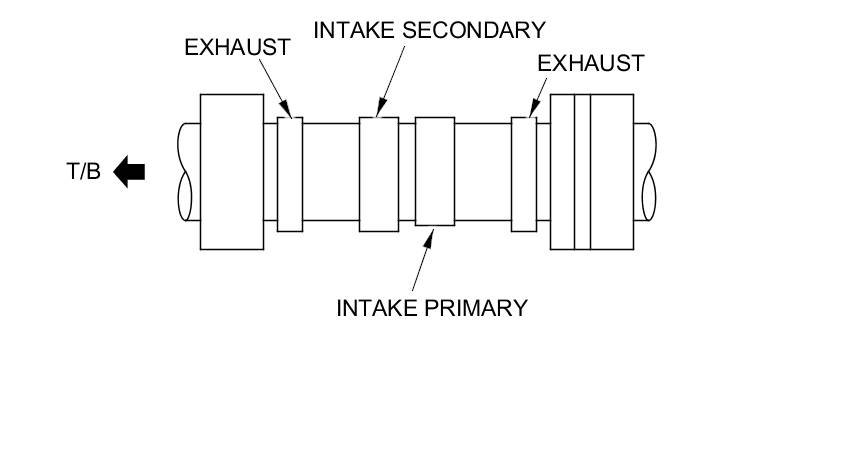 INTAKE SECONDARY
EXHAUST
EXHAUST
T/B
INTAKE PRIMARY